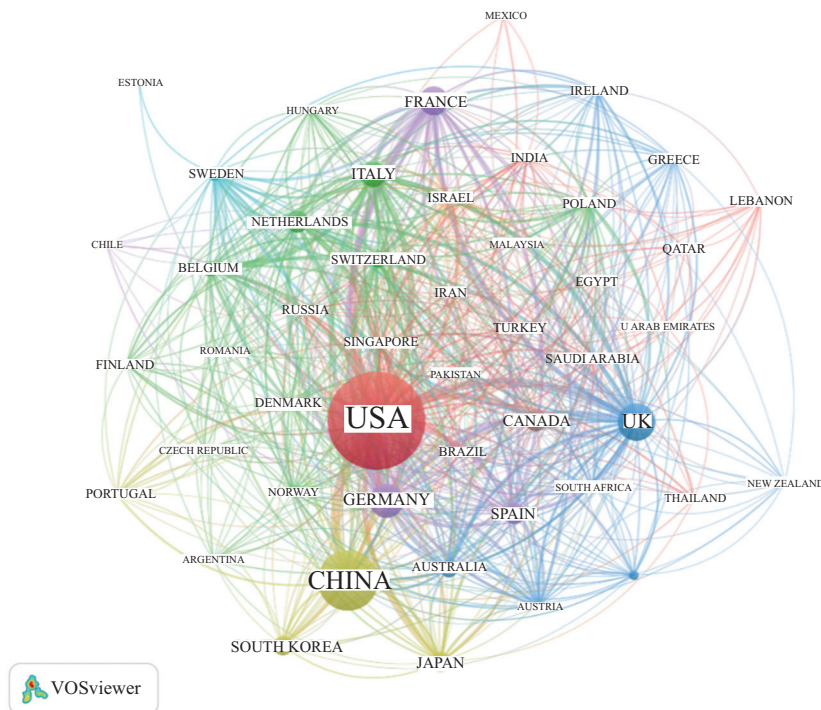 MEXICO
ESTONIA
IRELAND
FRANCE
HUNGARY
INDIA
GREECE
SWEDEN
ITALY
ISRAEL
LEBANON
POLAND
NETHERLANDS
CHILE
MALAYSIA
QATAR
SWITZERLAND
BELGIUM
EGYPT
IRAN
RUSSIA
TURKEY
U ARAB EMIRATES
SINGAPORE
ROMANIA
SAUDI ARABIA
FINLAND
PAKISTAN
DENMARK
USA
CANADA
UK
CZECH REPUBLIC
BRAZIL
PORTUGAL
NORWAY
GERMANY
SOUTH AFRICA
NEW ZEALAND
THAILAND
SPAIN
ARGENTINA
AUSTRALIA
CHINA
AUSTRIA
SOUTH KOREA
JAPAN
VOSviewer